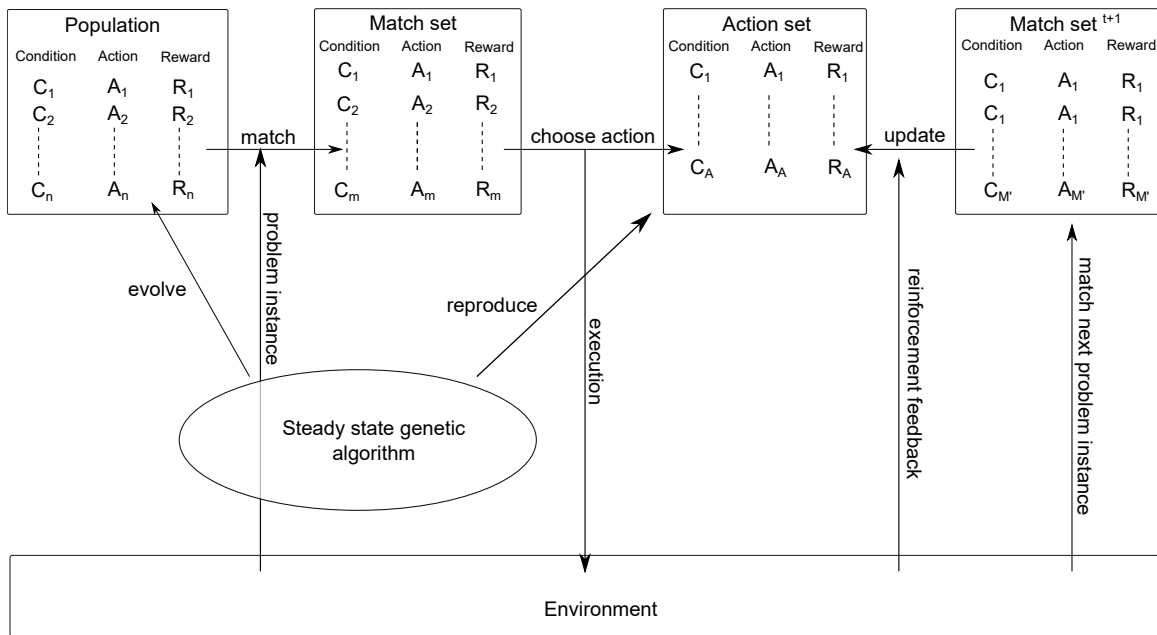 Population
Condition Action Reward
C1 A1 R1
C2 A2 R2
Cn An Rn
match
Match set
Condition Action Reward
C1 A1 R1
C2 A2 R2
Cm Am Rm
choose action
Action set
Condition Action Reward
C1 A1 R1
CA AA RA
update
Match set t+1
Condition Action Reward
C1 A1 R1
C1 A1 R1
CM' AM' RM'
evolve
problem instance
reproduce
execution
reinforcement feedback
match next problem instance
Steady state genetic
algorithm
Environment